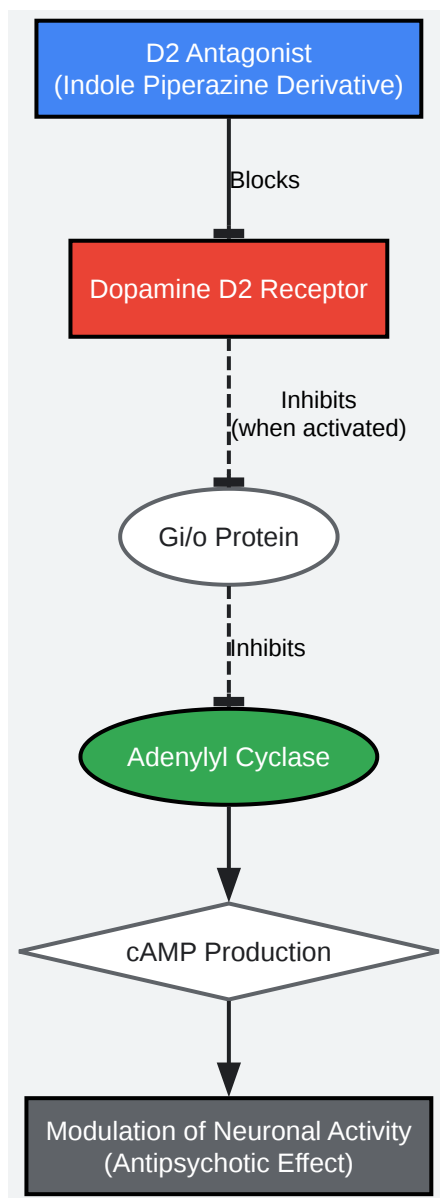 D2 Antagonist
(Indole Piperazine Derivative)
Blocks
Dopamine D2 Receptor
Inhibits
(when activated)
Gi/o Protein
Inhibits
Adenylyl Cyclase
cAMP Production
Modulation of Neuronal Activity
(Antipsychotic Effect)